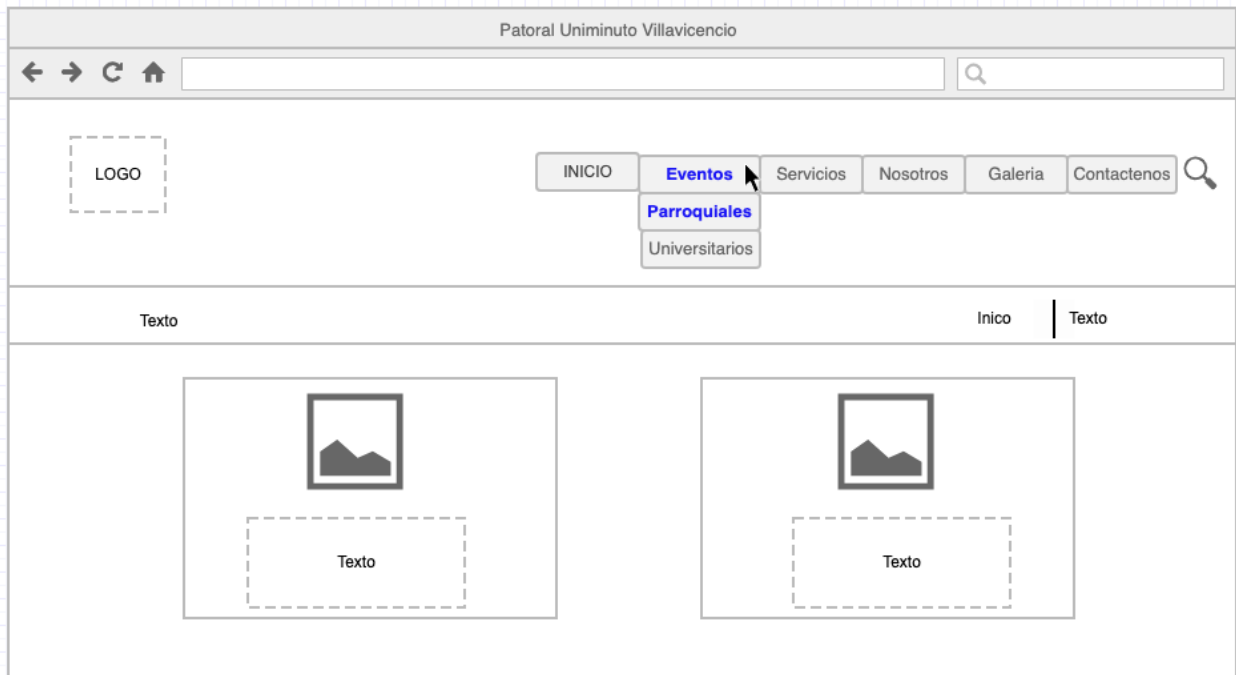 Patoral Uniminuto Villavicencio
LOGO
INICIO Eventos Servicios Nosotros Galeria Contactenos
Parroquiales
Universitarios
Texto Inico Texto
Texto Texto